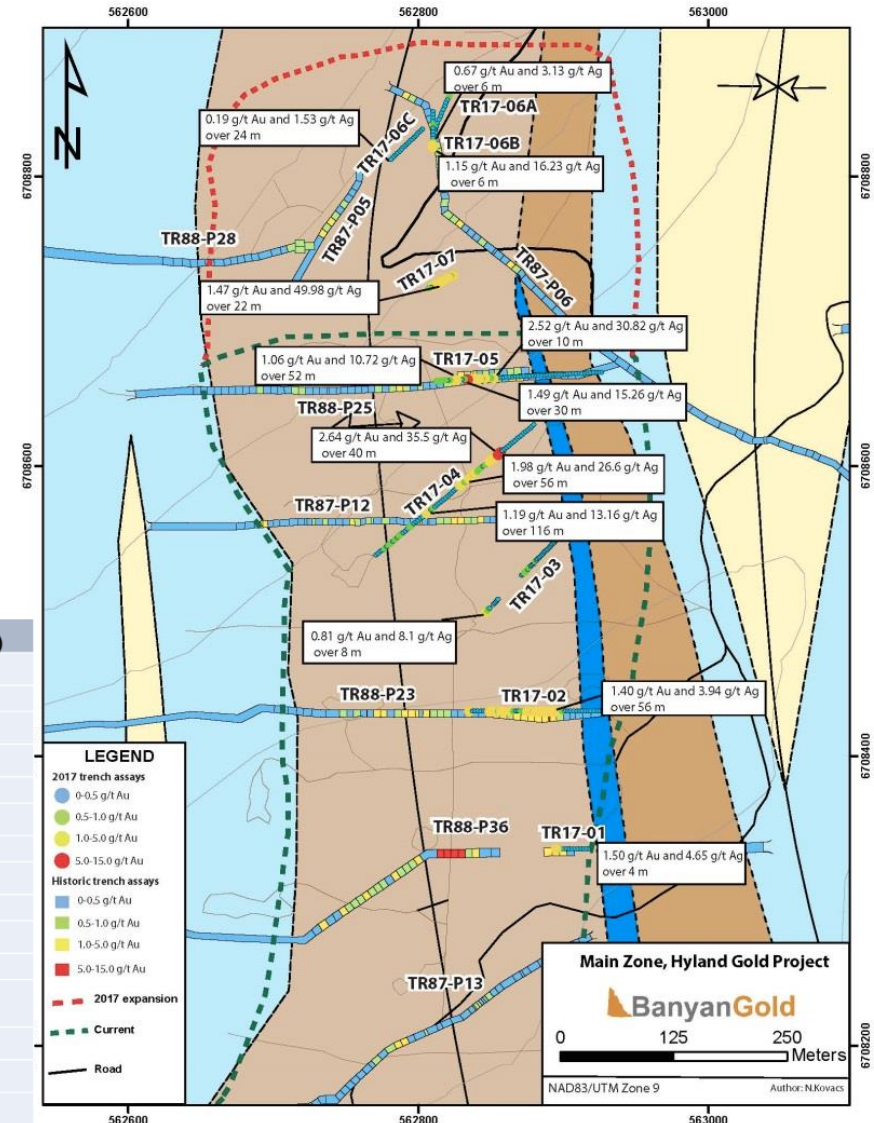 562600
562800
563000
6708800
6708800
0.67 g/t Au and 3.13 g/t Ag
over 6 m
TR17-06A
0.19 g/t Au and 1.53 g/t Ag
over 24 m
TR17-06C
TR17-06B
1.15 g/t Au and 16.23 g/t Ag
over 6 m
TR88-P28
TR87-P05
TR17-07
TR87-P06
1.47 g/t Au and 49.98 g/t Ag
over 22 m
2.52 g/t Au and 30.82 g/t Ag
over 10 m
1.06 g/t Au and 10.72 g/t Ag
over 52 m
TR17-05
1.49 g/t Au and 15.26 g/t Ag
over 30 m
TR88-P25
2.64 g/t Au and 35.5 g/t Ag
over 40 m
6708600
6708600
1.98 g/t Au and 26.6 g/t Ag
over 56 m
TR17-04
TR87-P12
1.19 g/t Au and 13.16 g/t Ag
over 116 m
TR17-03
0.81 g/t Au and 8.1 g/t Ag
over 8 m
TR88-P23
TR17-02
1.40 g/t Au and 3.94 g/t Ag
over 56 m
6708400
TR88-P36
TR17-01
1.50 g/t Au and 4.65 g/t Ag
over 4 m
TR87-P13
6708200
LEGEND
2017 trench assays
0-0.5 g/t Au
0.5-1.0 g/t Au
1.0-5.0 g/t Au
5.0-15.0 g/t Au
Historic trench assays
0-0.5 g/t Au
0.5-1.0 g/t Au
1.0-5.0 g/t Au
5.0-15.0 g/t Au
2017 expansion
Current
Road
Main Zone, Hyland Gold Project
BanyanGold
0 125 250
Meters
NAD83/UTM Zone 9 Author: N.Kovacs
562600
562800
563000
N
)